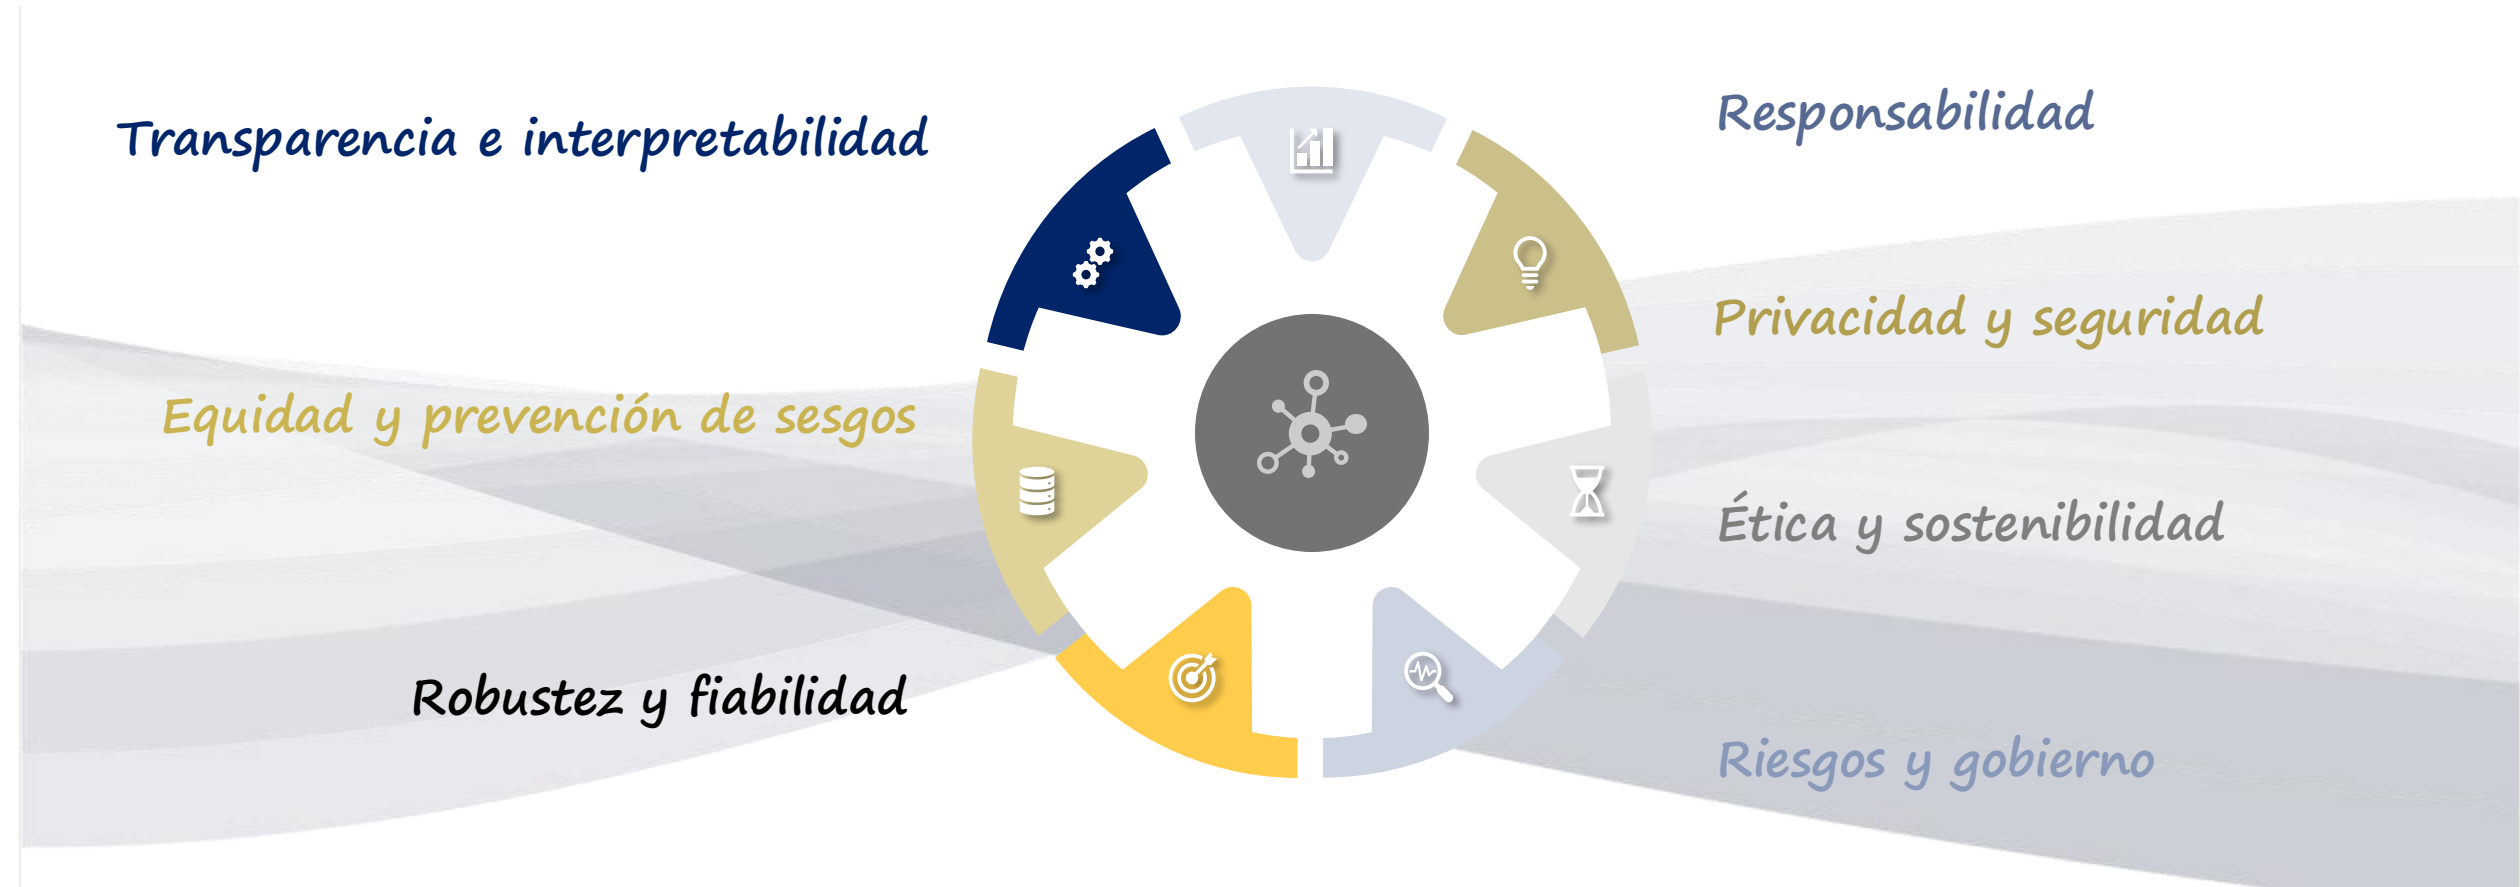 Transparencia e interpretabilidad
Equidad y prevención de sesgos
Robustez y fiabilidad
Responsabilidad
Privacidad y seguridad
Ética y sostenibilidad
Riesgos y gobierno